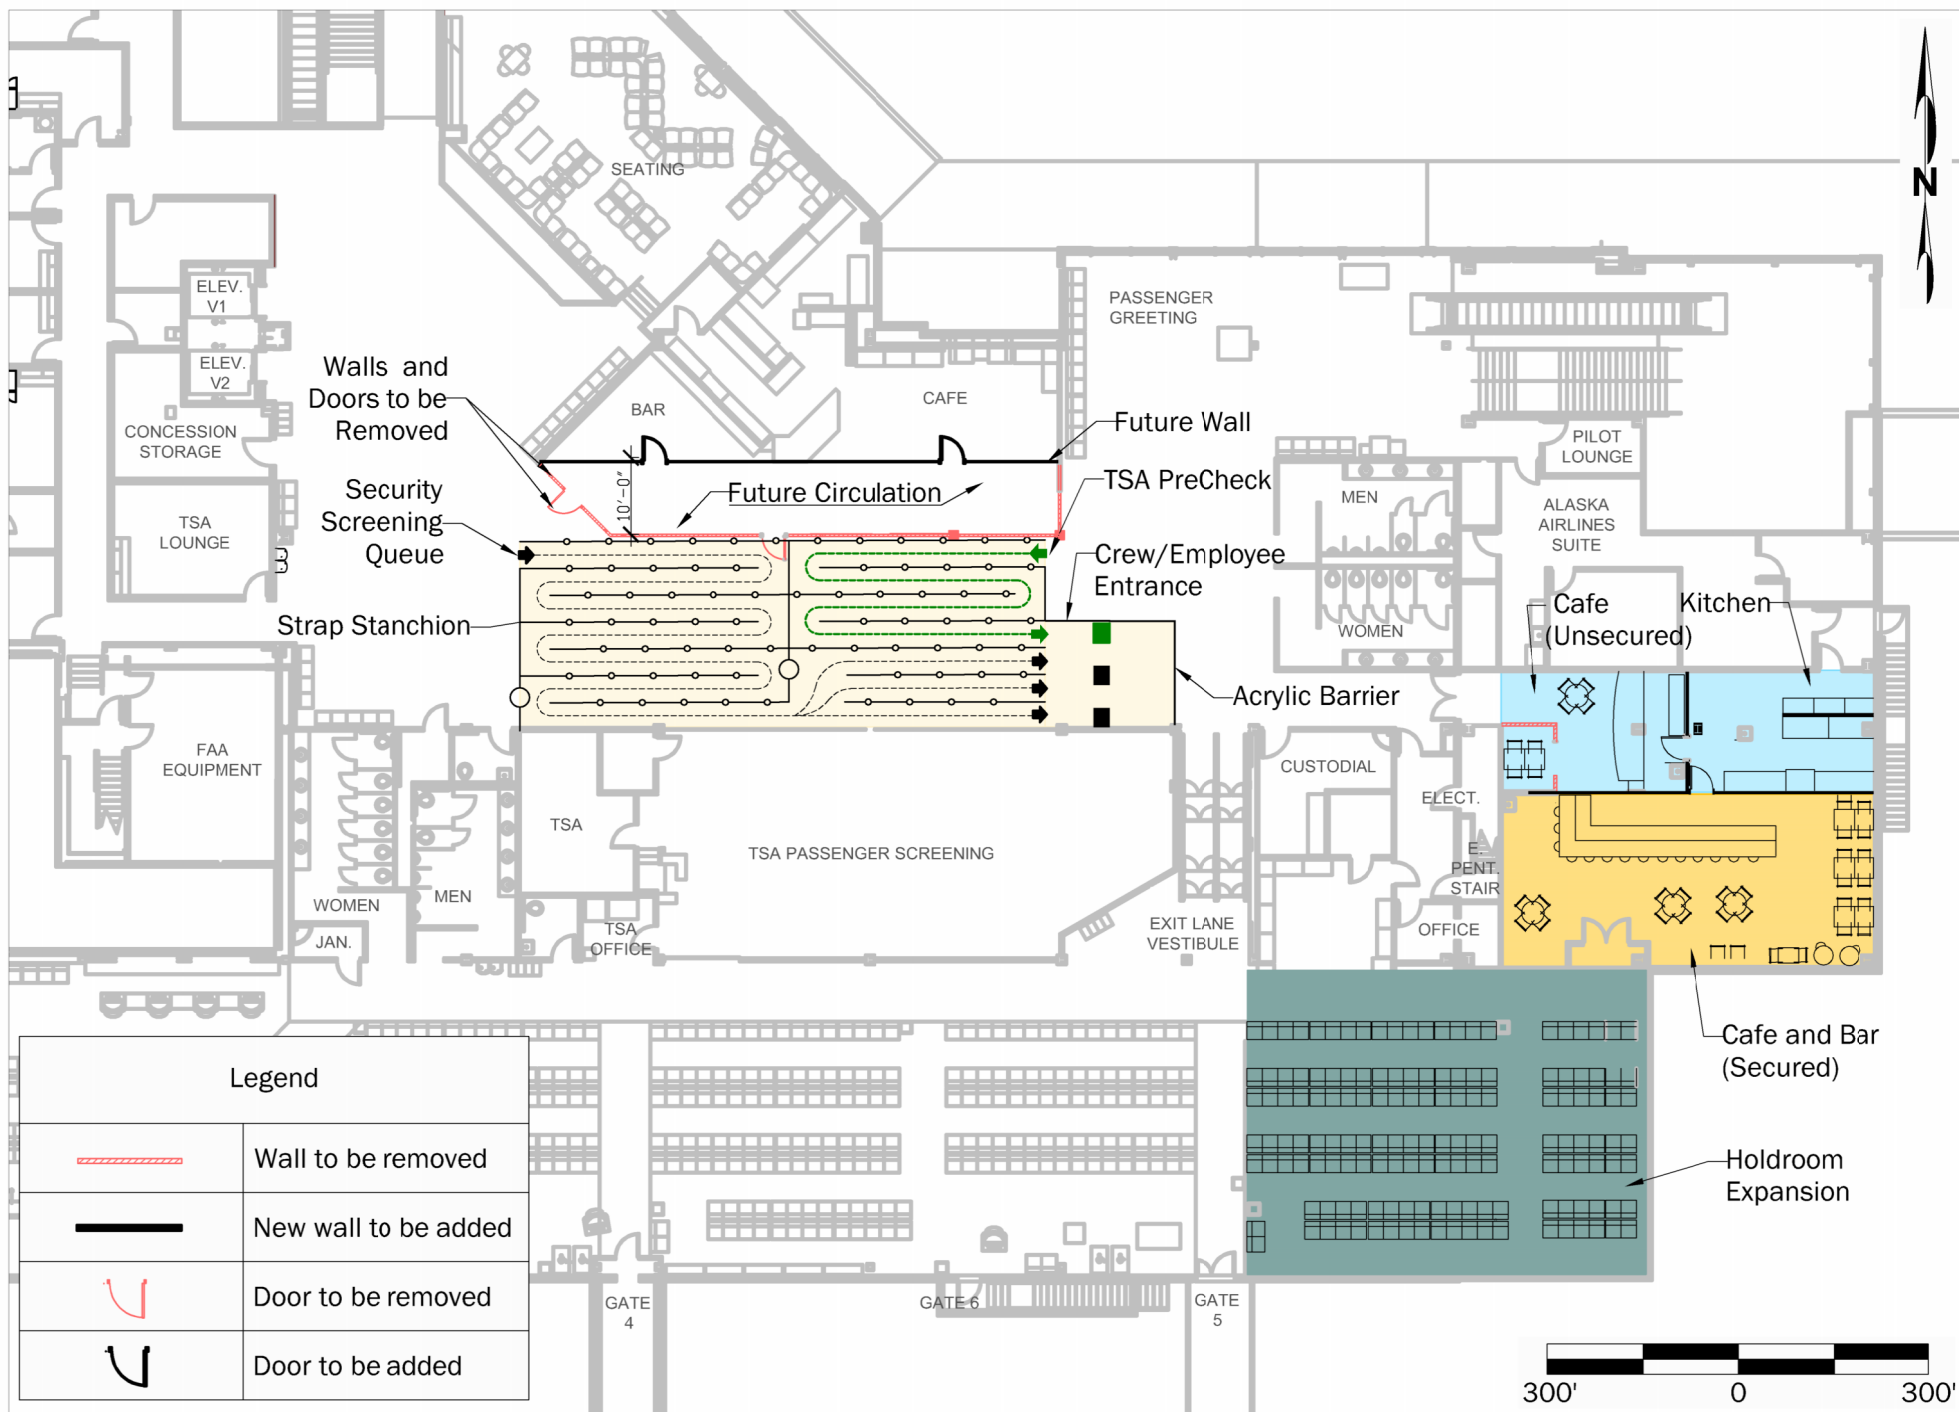 SEATING
N
ELEV.
V1
ELEV.
V2
PASSENGER
GREETING
Walls and
Doors to be
Removed
BAR
CAFE
Future Wall
CONCESSION
STORAGE
PILOT
LOUNGE
Security
Screening
Queue
10'-0"
Future Circulation
TSA PreCheck
MEN
ALASKA
AIRLINES
SUITE
TSA
LOUNGE
Crew/Employee
Entrance
Strap Stanchion
WOMEN
Cafe
(Unsecured)
Kitchen
Acrylic Barrier
FAA
EQUIPMENT
CUSTODIAL
ELECT.
TSA
TSA PASSENGER SCREENING
E.
PENT.
STAIR
WOMEN
MEN
JAN.
TSA
OFFICE
EXIT LANE
VESTIBULE
OFFICE
Cafe and Bar
(Secured)
Holdroom
Expansion
Legend
Wall to be removed
New wall to be added
Door to be removed
Door to be added
GATE
4
GATE 6
GATE
5
300'
0
300'